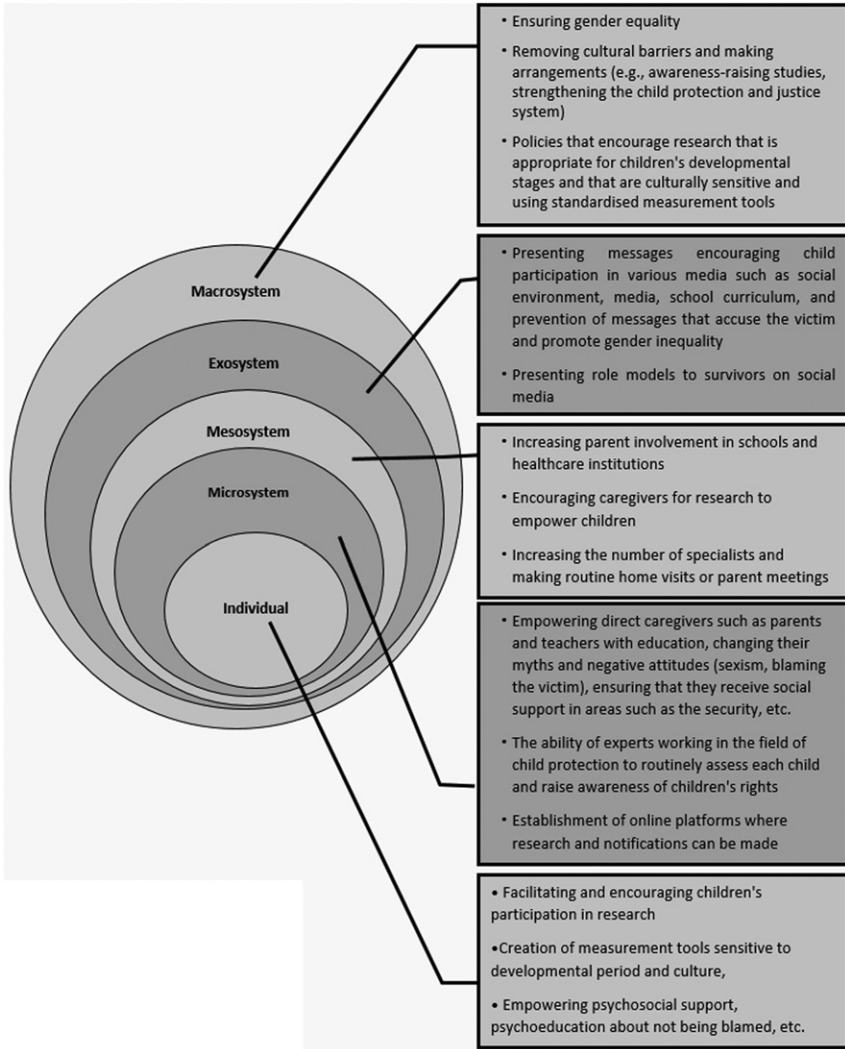 • Ensuring gender equality
• Removing cultural barriers and making
arrangements (e.g., awareness-raising studies,
strengthening the child protection and justice
system)
• Policies that encourage research that is
appropriate for children's developmental
stages and that are culturally sensitive and
using standardised measurement tools
• Presenting messages encouraging child
participation in various media such as social
environment, media, school curriculum, and
prevention of messages that accuse the victim
and promote gender inequality
• Presenting role models to survivors on social
media
• Increasing parent involvement in schools and
healthcare institutions
• Encouraging caregivers for research to
empower children
• Increasing the number of specialists and
making routine home visits or parent meetings
• Empowering direct caregivers such as parents
and teachers with education, changing their
myths and negative attitudes (sexism, blaming
the victim), ensuring that they receive social
support in areas such as the security, etc.
• The ability of experts working in the field of
child protection to routinely assess each child
and raise awareness of children's rights
• Establishment of online platforms where
research and notifications can be made
• Facilitating and encouraging children's
participation in research
•Creation of measurement tools sensitive to
developmental period and culture,
• Empowering psychosocial support,
psychoeducation about not being blamed, etc.
Macrosystem
Exosystem
Mesosystem
Microsystem
Individual